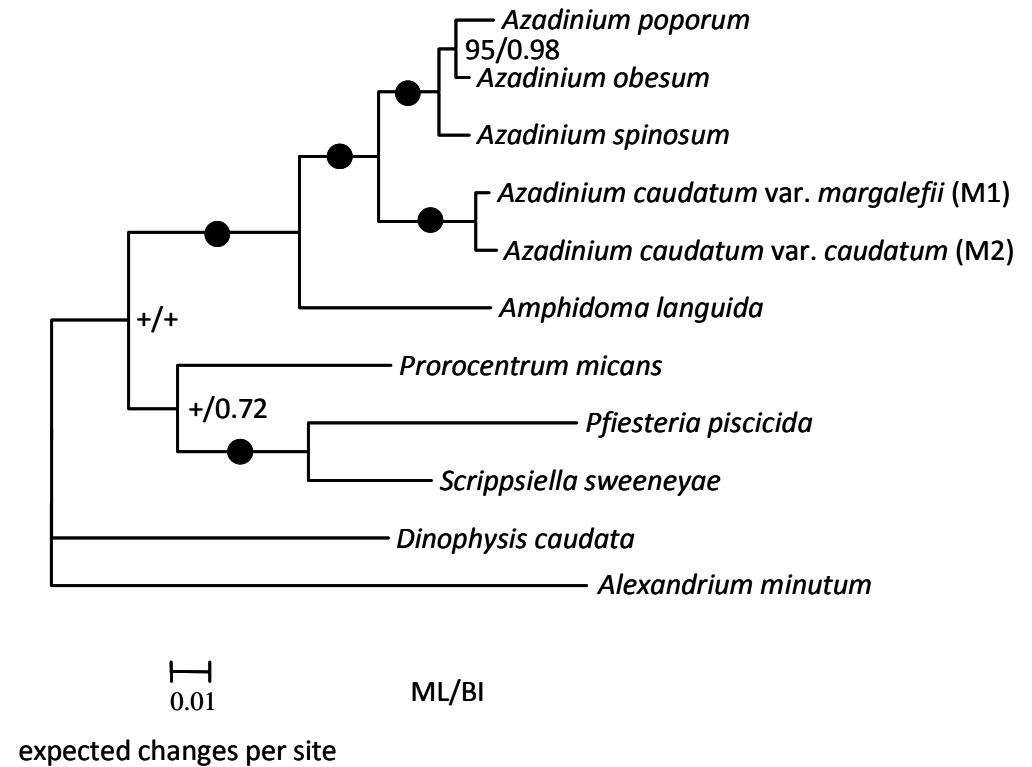 Azadinium poporum
95/0.98
Azadinium obesum
Azadinium spinosum
Azadinium caudatum var. margalefii (M1)
Azadinium caudatum var. caudatum (M2)
Amphidoma languida
+/+
Prorocentrum micans
+/0.72
Pfiesteria piscicida
Scrippsiella sweeneyae
Dinophysis caudata
Alexandrium minutum
0.01
ML/BI
expected changes per site